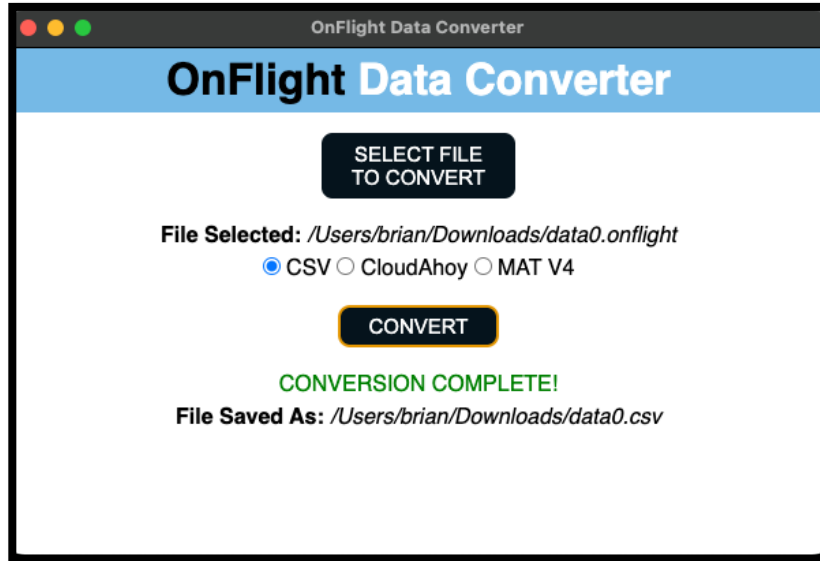 OnFlight Data Converter
OnFlight Data Converter
SELECT FILE
TO CONVERT
File Selected: /Users/brian/Downloads/data0.onflight
CSV CloudAhoy MAT V4
CONVERT
CONVERSION COMPLETE!
File Saved As: /Users/brian/Downloads/data0.csv